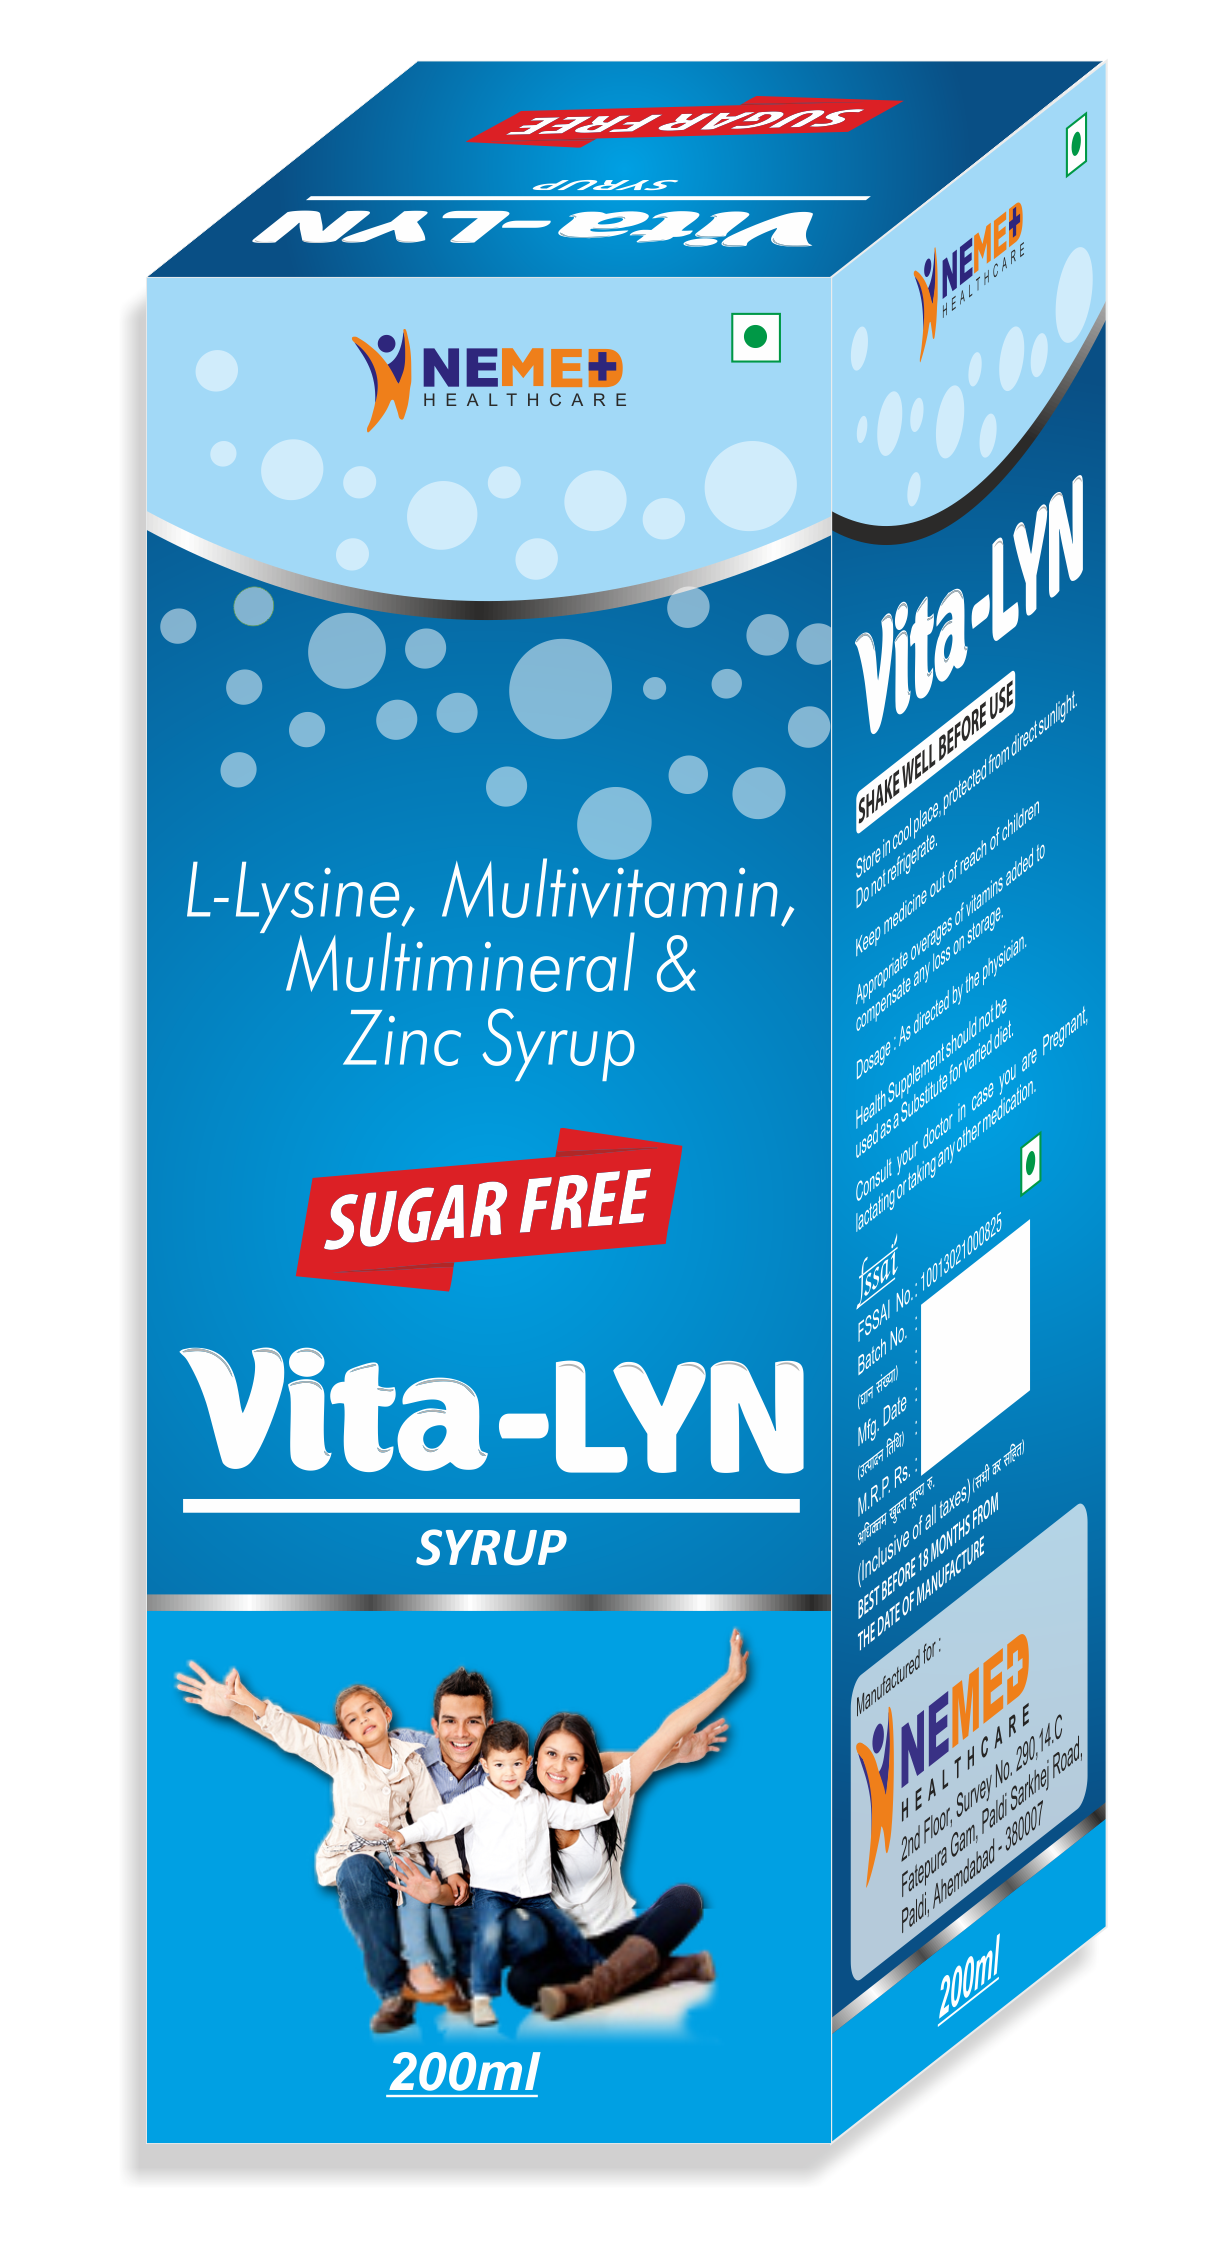 SUGAR FREE
SYRUP
Vita-LYN
NEMED
HEALTHCARE
L-Lysine, Multivitamin,
Multimineral &
Zinc Syrup
SUGAR FREE
Vita-LYN
SYRUP
200ml
NEMED
HEALTHCARE
Vita-LYN
SHAKE WELL BEFORE USE
Store in cool place, protected from direct sunlight.
Do not refrigerate.
Keep medicine out of reach of children
Appropriate overages of vitamins added to
compensate any loss on storage.
Dosage : As directed by the physician.
Health Supplement should not be
used as a Substitute for varied diet.
Consult your doctor in case you are Pregnant,
lactating or taking any other medication.
fssai
FSSAI No. : 10013021000825
Batch No. :
(घान संख्या) :
Mfg. Date :
(उत्पादन तिथि) :
M.R.P. Rs. :
अधिकतम खुदरा मूल्य रु.
(Inclusive of all taxes) (सभी कर सहित)
BEST BEFORE 18 MONTHS FROM
THE DATE OF MANUFACTURE
Manufactured for :
NEMED
HEALTHCARE
2nd Floor, Survey No. 290,14.C
Fatepura Gam, Paldi Sarkhej Road,
Paldi, Ahemdabad - 380007
200ml